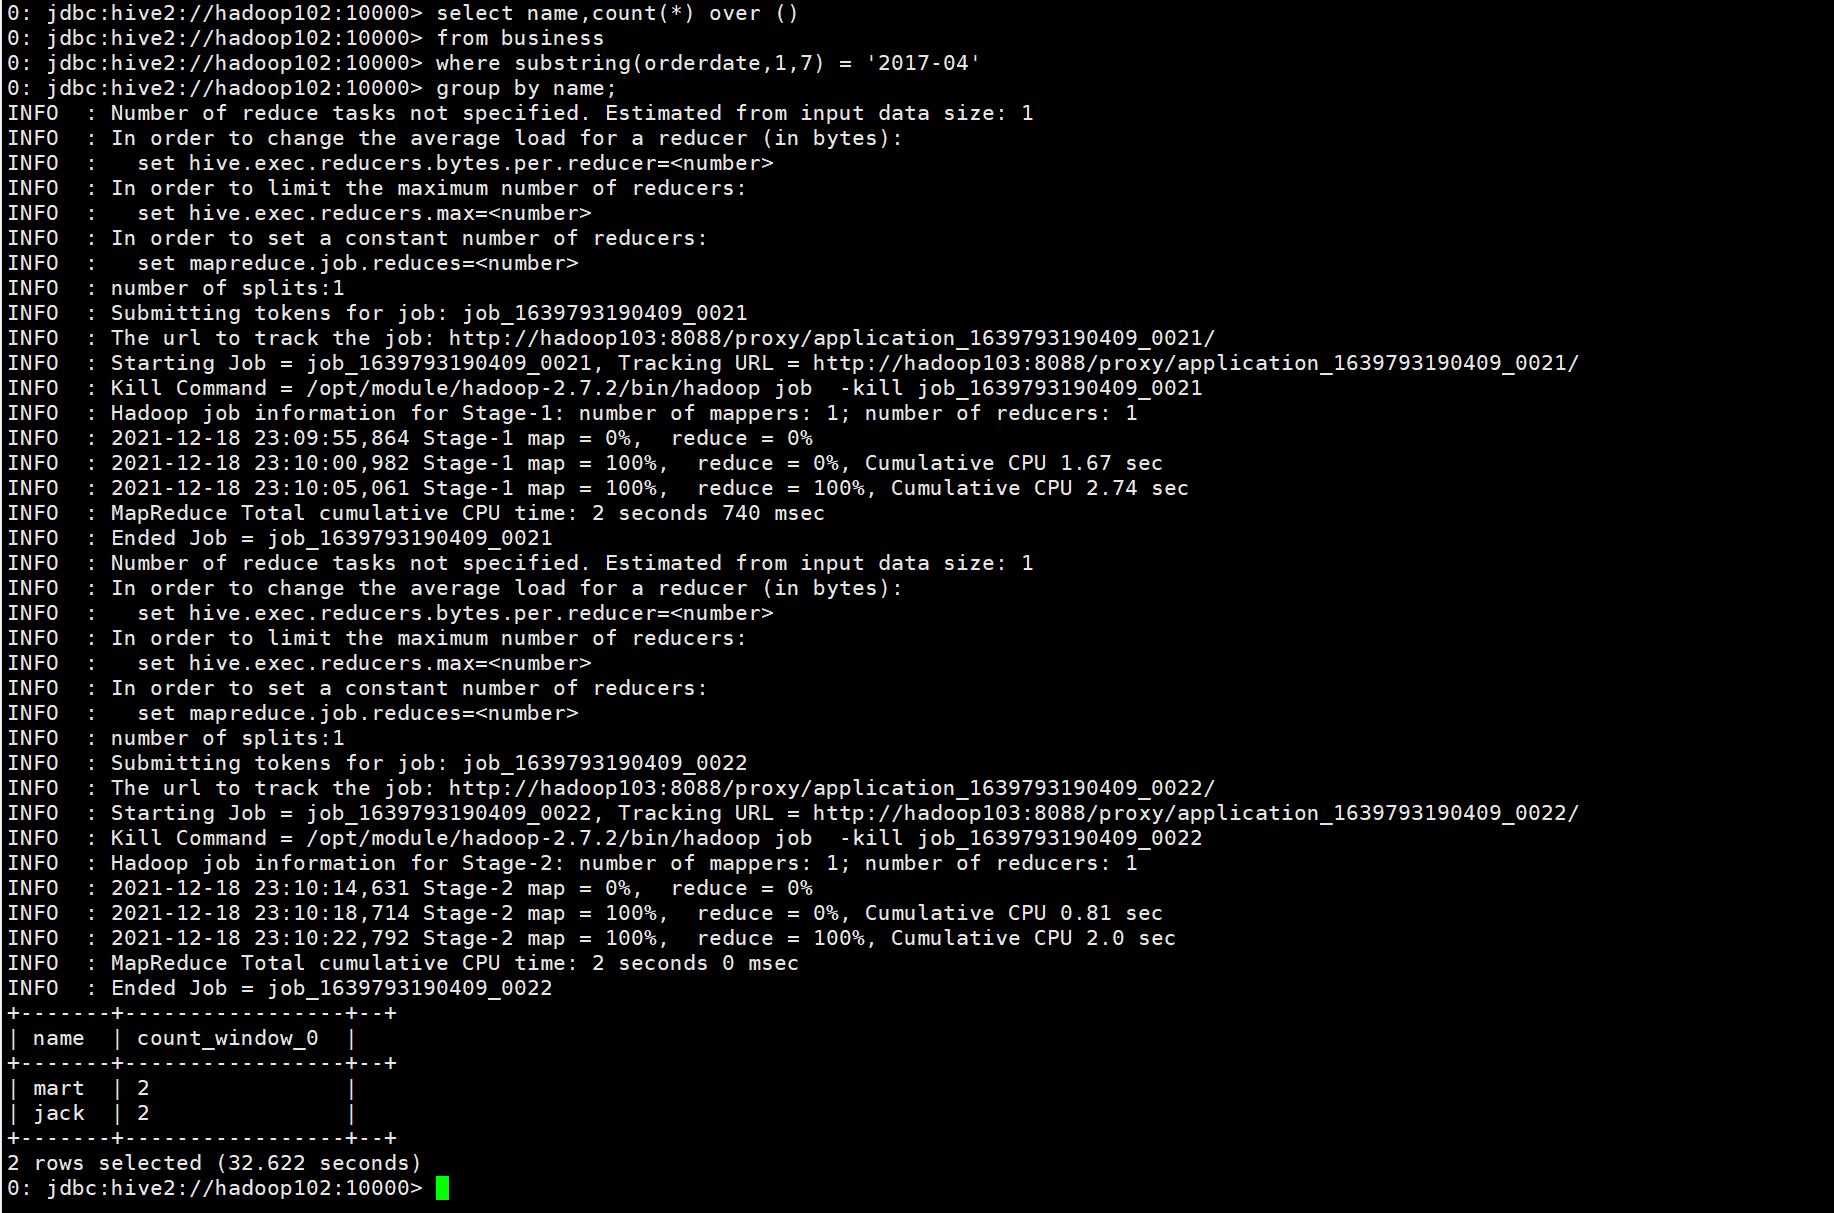 0: jdbc:hive2://hadoop102:10000> select name,count(*) over ()
0: jdbc:hive2://hadoop102:10000> from business
0: jdbc:hive2://hadoop102:10000> where substring(orderdate,1,7) = '2017-04'
0: jdbc:hive2://hadoop102:10000> group by name;
INFO  : Number of reduce tasks not specified. Estimated from input data size: 1
INFO  : In order to change the average load for a reducer (in bytes):
INFO  :   set hive.exec.reducers.bytes.per.reducer=<number>
INFO  : In order to limit the maximum number of reducers:
INFO  :   set hive.exec.reducers.max=<number>
INFO  : In order to set a constant number of reducers:
INFO  :   set mapreduce.job.reduces=<number>
INFO  : number of splits:1
INFO  : Submitting tokens for job: job_1639793190409_0021
INFO  : The url to track the job: http://hadoop103:8088/proxy/application_1639793190409_0021/
INFO  : Starting Job = job_1639793190409_0021, Tracking URL = http://hadoop103:8088/proxy/application_1639793190409_0021/
INFO  : Kill Command = /opt/module/hadoop-2.7.2/bin/hadoop job  -kill job_1639793190409_0021
INFO  : Hadoop job information for Stage-1: number of mappers: 1; number of reducers: 1
INFO  : 2021-12-18 23:09:55,864 Stage-1 map = 0%,  reduce = 0%
INFO  : 2021-12-18 23:10:00,982 Stage-1 map = 100%,  reduce = 0%, Cumulative CPU 1.67 sec
INFO  : 2021-12-18 23:10:05,061 Stage-1 map = 100%,  reduce = 100%, Cumulative CPU 2.74 sec
INFO  : MapReduce Total cumulative CPU time: 2 seconds 740 msec
INFO  : Ended Job = job_1639793190409_0021
INFO  : Number of reduce tasks not specified. Estimated from input data size: 1
INFO  : In order to change the average load for a reducer (in bytes):
INFO  :   set hive.exec.reducers.bytes.per.reducer=<number>
INFO  : In order to limit the maximum number of reducers:
INFO  :   set hive.exec.reducers.max=<number>
INFO  : In order to set a constant number of reducers:
INFO  :   set mapreduce.job.reduces=<number>
INFO  : number of splits:1
INFO  : Submitting tokens for job: job_1639793190409_0022
INFO  : The url to track the job: http://hadoop103:8088/proxy/application_1639793190409_0022/
INFO  : Starting Job = job_1639793190409_0022, Tracking URL = http://hadoop103:8088/proxy/application_1639793190409_0022/
INFO  : Kill Command = /opt/module/hadoop-2.7.2/bin/hadoop job  -kill job_1639793190409_0022
INFO  : Hadoop job information for Stage-2: number of mappers: 1; number of reducers: 1
INFO  : 2021-12-18 23:10:14,631 Stage-2 map = 0%,  reduce = 0%
INFO  : 2021-12-18 23:10:18,714 Stage-2 map = 100%,  reduce = 0%, Cumulative CPU 0.81 sec
INFO  : 2021-12-18 23:10:22,792 Stage-2 map = 100%,  reduce = 100%, Cumulative CPU 2.0 sec
INFO  : MapReduce Total cumulative CPU time: 2 seconds 0 msec
INFO  : Ended Job = job_1639793190409_0022
+-------+-----------------+--+
| name  | count_window_0  |
+-------+-----------------+--+
| mart  | 2               |
| jack  | 2               |
+-------+-----------------+--+
2 rows selected (32.622 seconds)
0: jdbc:hive2://hadoop102:10000>